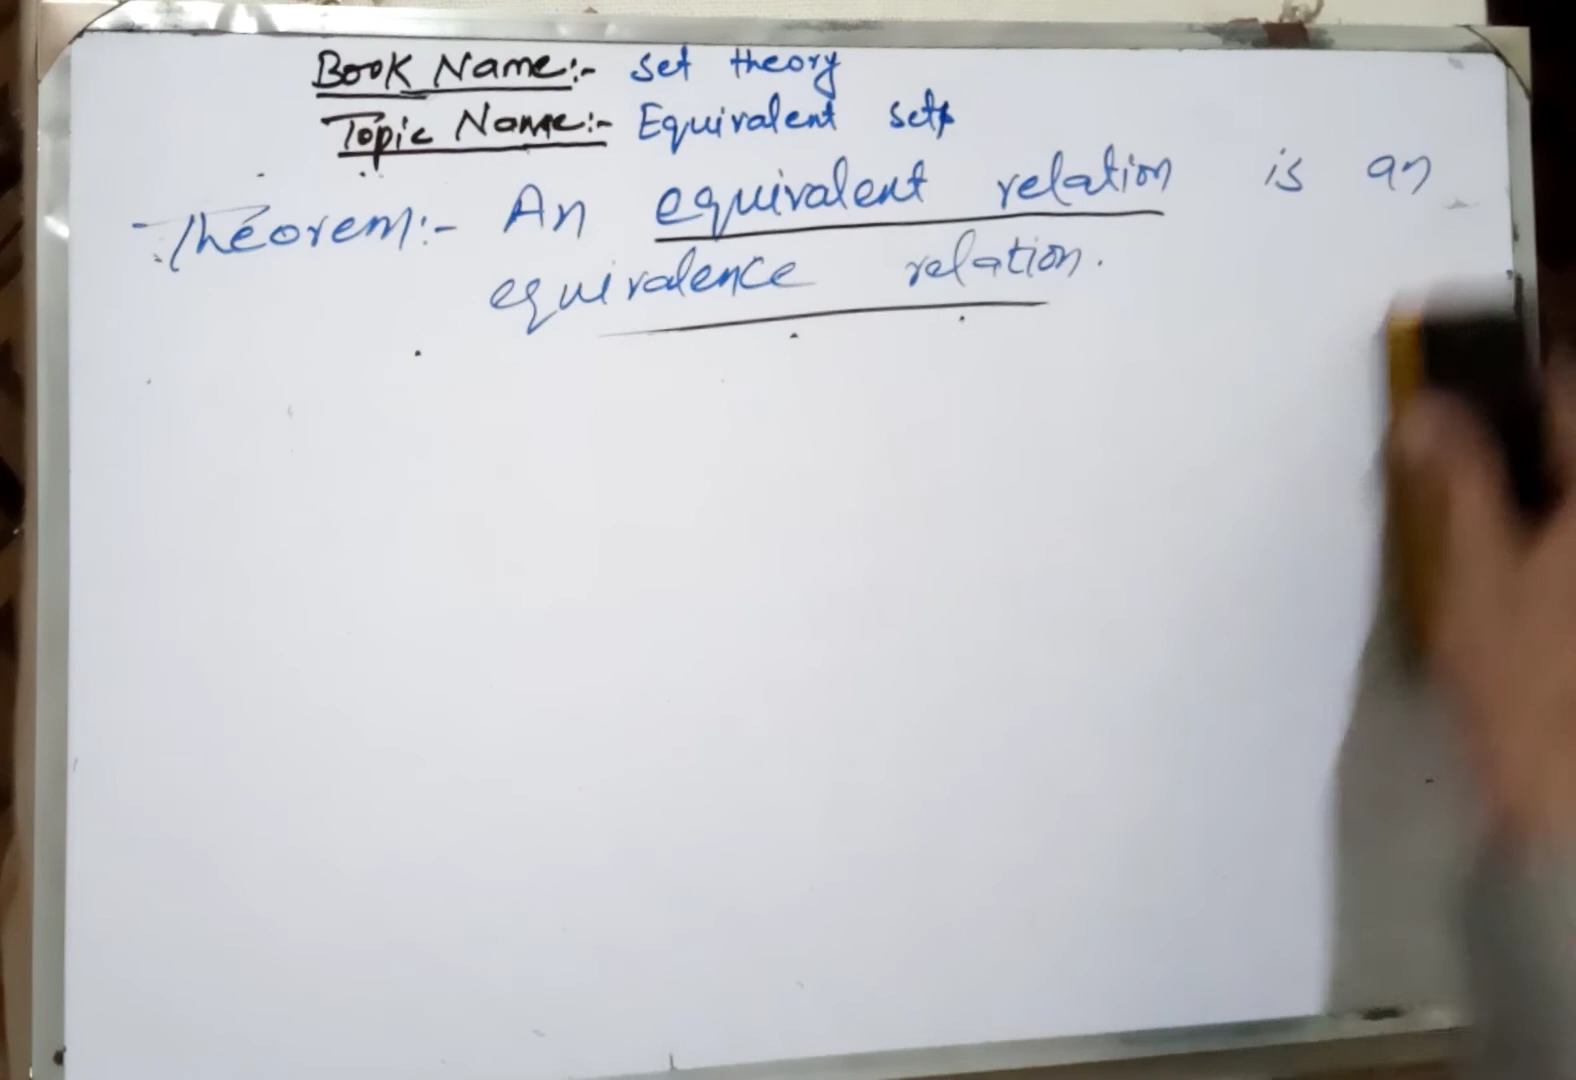 Book Name:- Set theory
Topic Name:- Equivalent sets
Theorem:- An equivalent relation is an
equivalence relation.